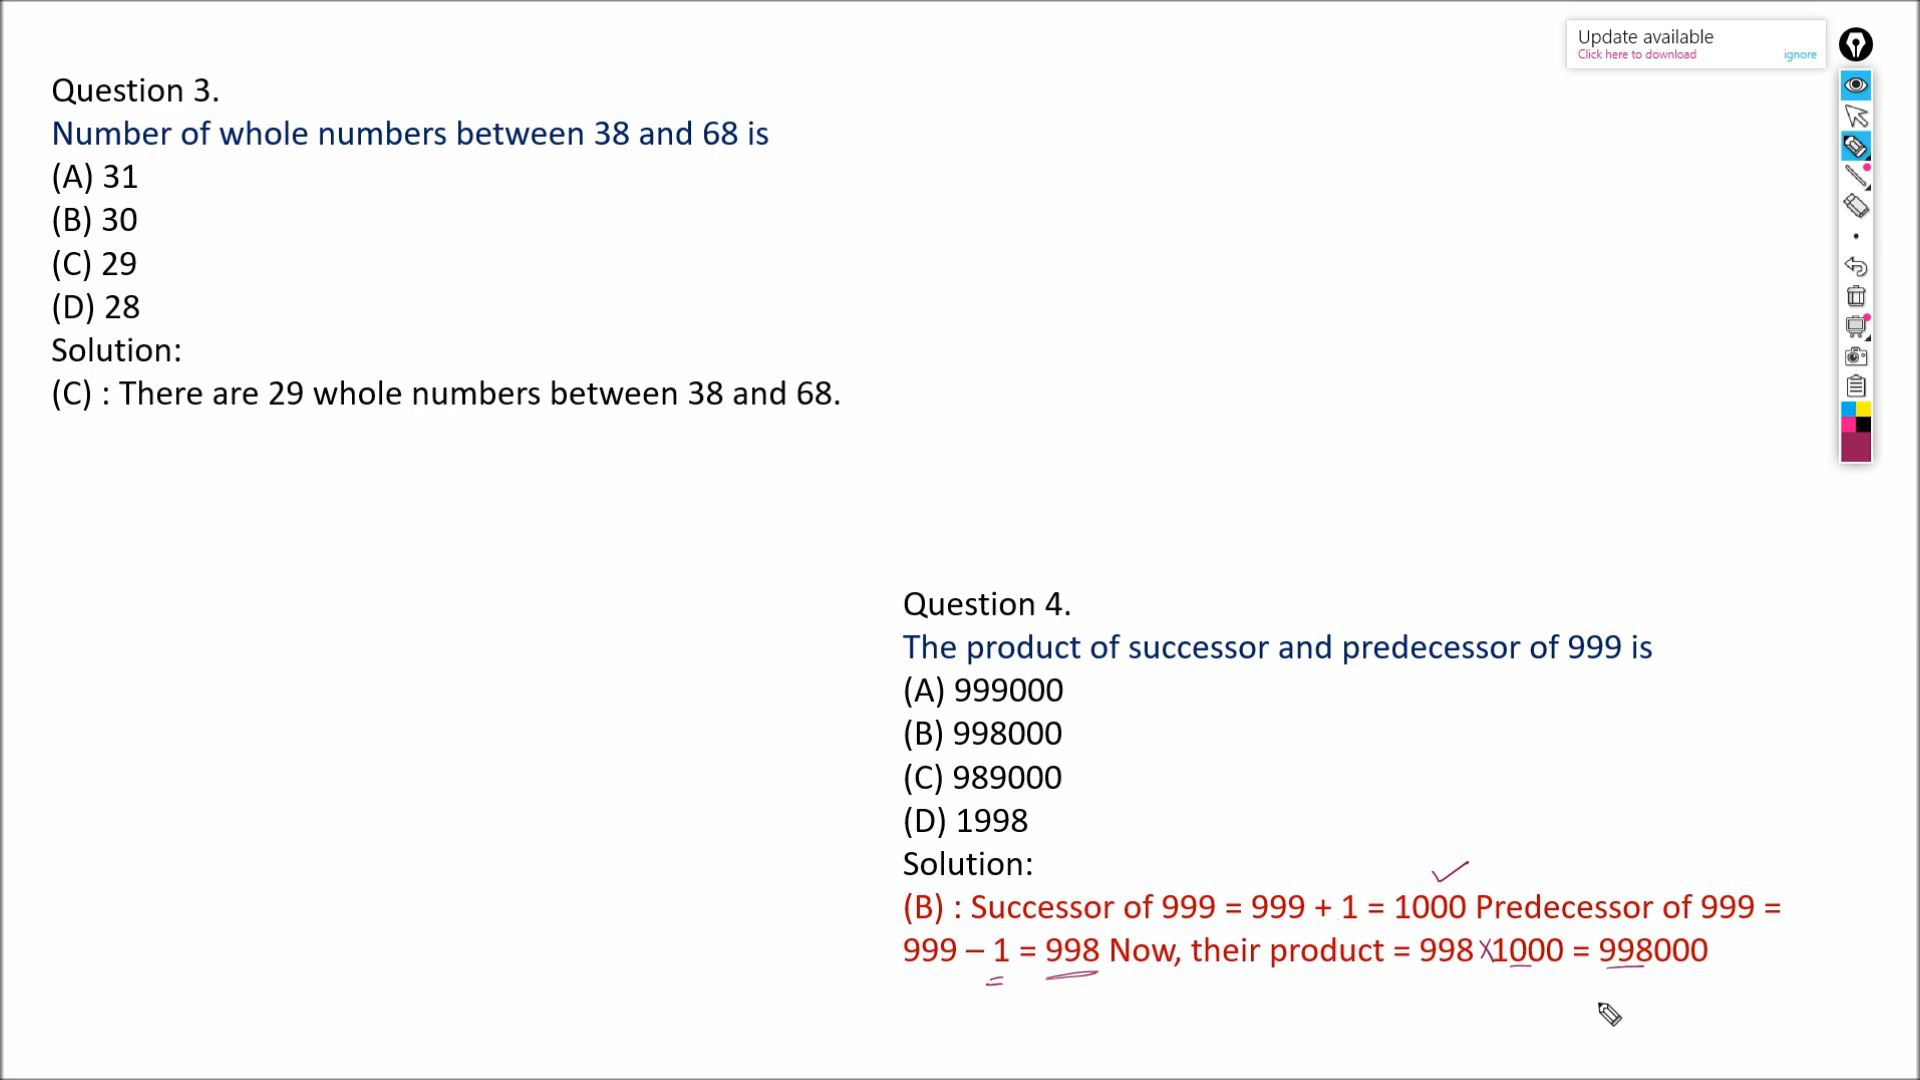 Update available
Click here to download ignore
Question 3.
Number of whole numbers between 38 and 68 is
(A) 31
(B) 30
(C) 29
(D) 28
Solution:
(C) : There are 29 whole numbers between 38 and 68.
Question 4.
The product of successor and predecessor of 999 is
(A) 999000
(B) 998000
(C) 989000
(D) 1998
Solution:
(B) : Successor of 999 = 999 + 1 = 1000 Predecessor of 999 =
999 – 1 = 998 Now, their product = 998 x 1000 = 998000